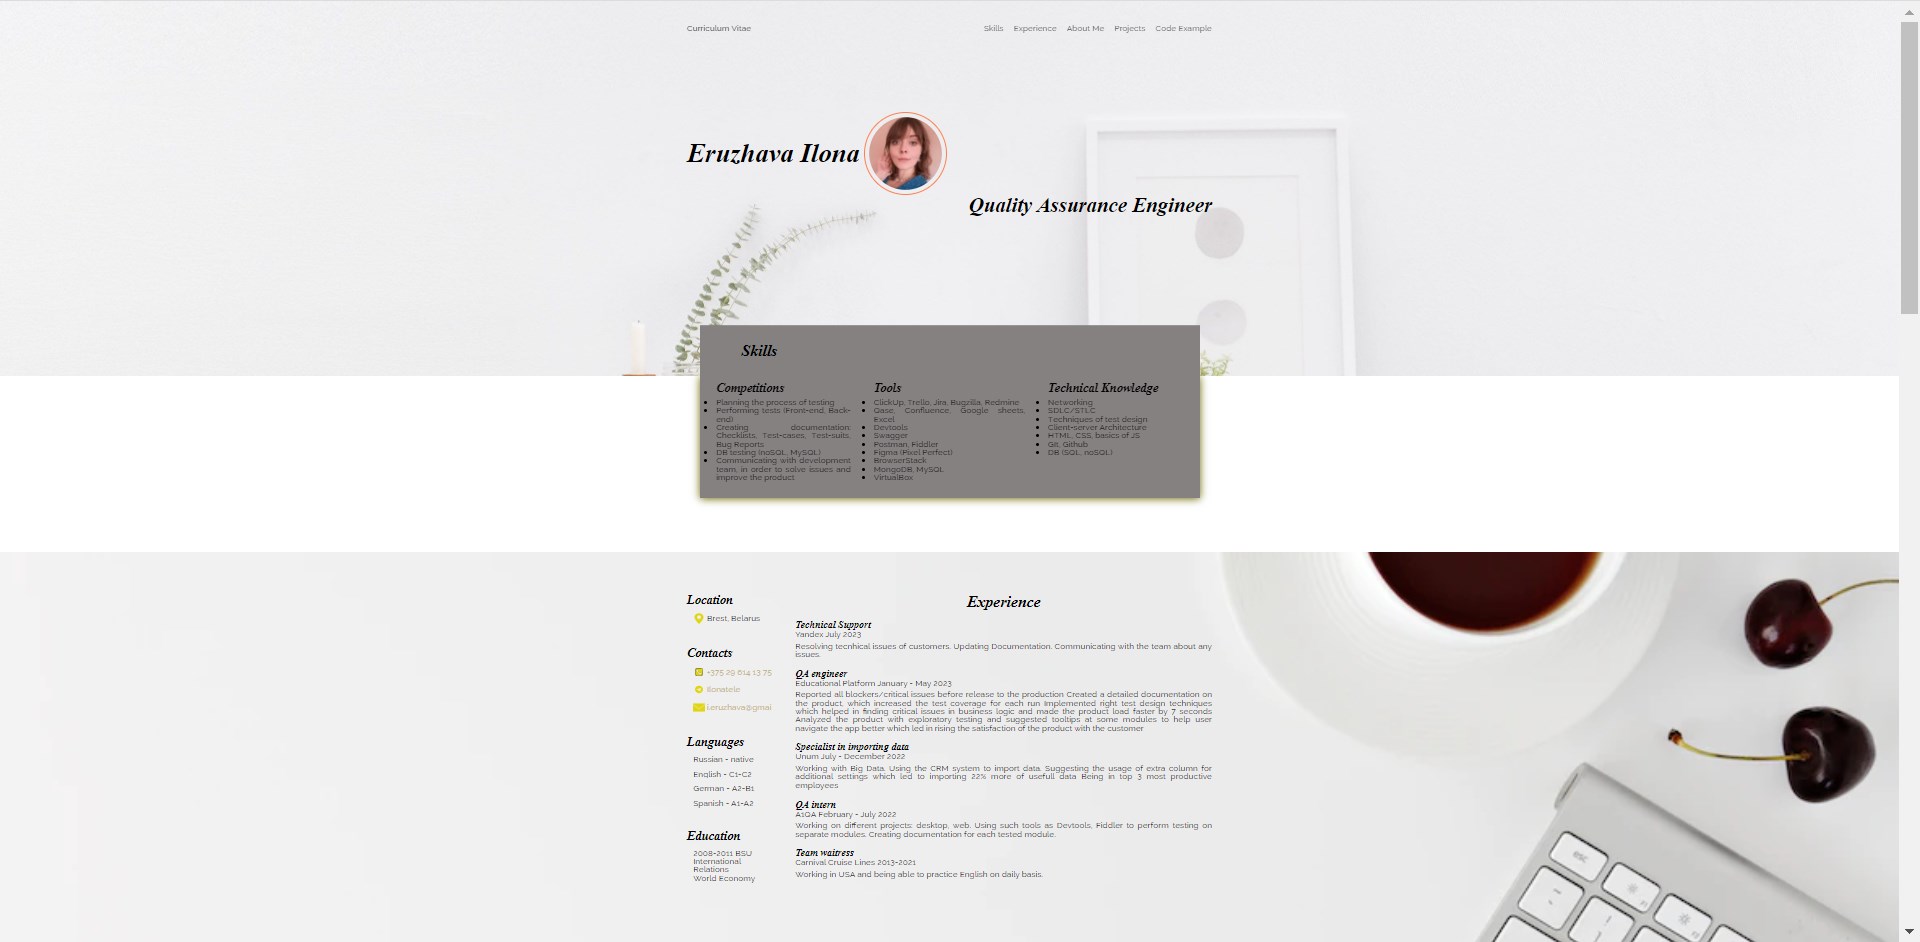 Curriculum Vitae
Skills Experience About Me Projects Code Example
Eruzhava Ilona
Quality Assurance Engineer
Skills
Competitions
Planning the process of testing
Performing tests (Front-end, Back-
end)
Creating documentation:
Checklists, Test-cases, Test-suits,
Bug Reports
DB testing (noSQL, MySQL)
Communicating with development
team, in order to solve issues and
improve the product
Tools
ClickUp, Trello, Jira, Bugzilla, Redmine
Qase, Confluence, Google sheets,
Excel
Devtools
Swagger
Postman, Fiddler
Figma (Pixel Perfect)
BrowserStack
MongoDB, MySQL
VirtualBox
Technical Knowledge
Networking
SDLC/STLC
Techniques of test design
Client-server Architecture
HTML, CSS, basics of JS
Git, Github
DB (SQL, noSQL)
Location
Brest, Belarus
Contacts
+375 29 614 13 75
Ilonatele
i.eruzhava@gmai
Languages
Russian - native
English - C1-C2
German - A2-B1
Spanish - A1-A2
Education
2008-2011 BSU
International
Relations
World Economy
Experience
Technical Support
Yandex July 2023
Resolving tecnhical issues of customers. Updating Documentation. Communicating with the team about any
issues.
QA engineer
Educational Platform January - May 2023
Reported all blockers/critical issues before release to the production Created a detailed documentation on
the product, which increased the test coverage for each run Implemented right test design techniques
which helped in finding critical issues in business logic and made the product load faster by 7 seconds
Analyzed the product with exploratory testing and suggested tooltips at some modules to help user
navigate the app better which led in rising the satisfaction of the product with the customer
Specialist in importing data
Unum July - December 2022
Working with Big Data. Using the CRM system to import data. Suggesting the usage of extra column for
additional settings which led to importing 22% more of usefull data Being in top 3 most productive
employees
QA intern
A1QA February - July 2022
Working on different projects: desktop, web. Using such tools as Devtools, Fiddler to perform testing on
separate modules. Creating documentation for each tested module.
Team waitress
Carnival Cruise Lines 2013-2021
Working in USA and being able to practice English on daily basis.
esc
F1
F2